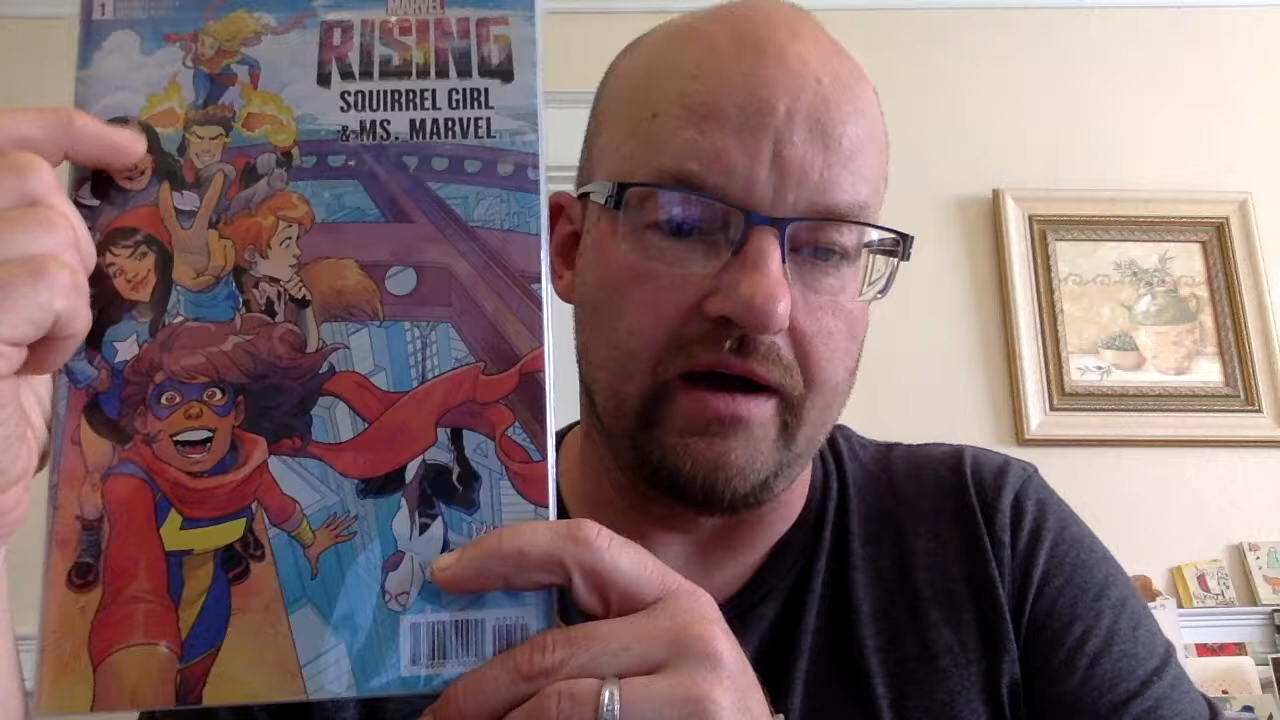 1
MARVEL
RISING
SQUIRREL GIRL
& MS. MARVEL